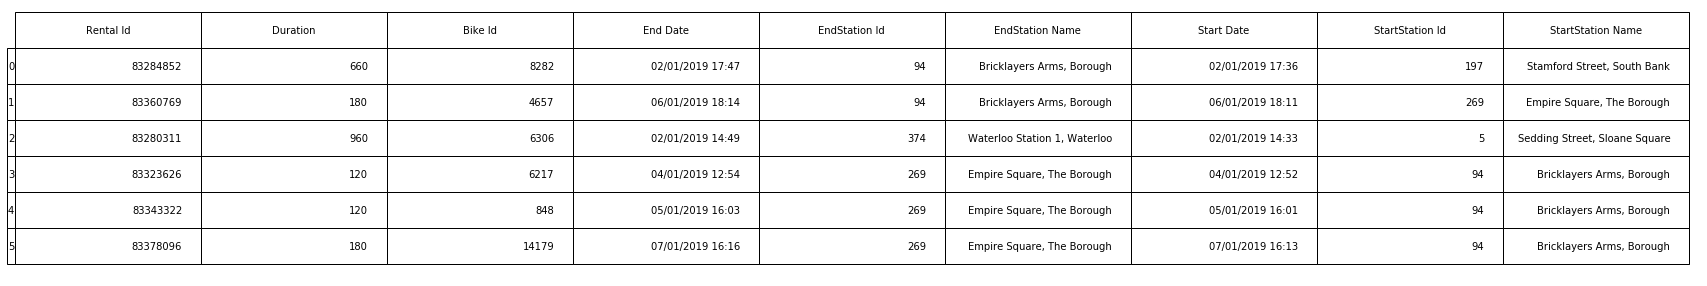 Rental Id Duration Bike Id End Date EndStation Id EndStation Name Start Date StartStation Id StartStation Name
0 83284852 660 8282 02/01/2019 17:47 94 Bricklayers Arms, Borough 02/01/2019 17:36 197 Stamford Street, South Bank
1 83360769 180 4657 06/01/2019 18:14 94 Bricklayers Arms, Borough 06/01/2019 18:11 269 Empire Square, The Borough
2 83280311 960 6306 02/01/2019 14:49 374 Waterloo Station 1, Waterloo 02/01/2019 14:33 5 Sedding Street, Sloane Square
3 83323626 120 6217 04/01/2019 12:54 269 Empire Square, The Borough 04/01/2019 12:52 94 Bricklayers Arms, Borough
4 83343322 120 848 05/01/2019 16:03 269 Empire Square, The Borough 05/01/2019 16:01 94 Bricklayers Arms, Borough
5 83378096 180 14179 07/01/2019 16:16 269 Empire Square, The Borough 07/01/2019 16:13 94 Bricklayers Arms, Borough